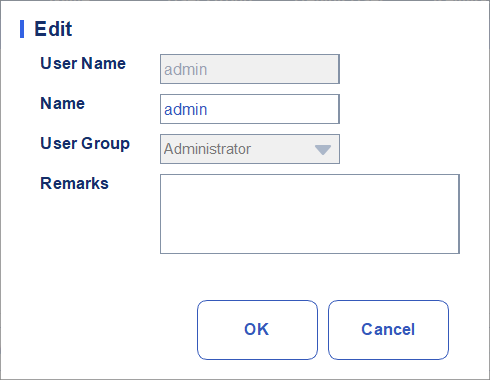 Edit
User Name
admin
Name
admin
User Group
Administrator
Remarks
OK
Cancel